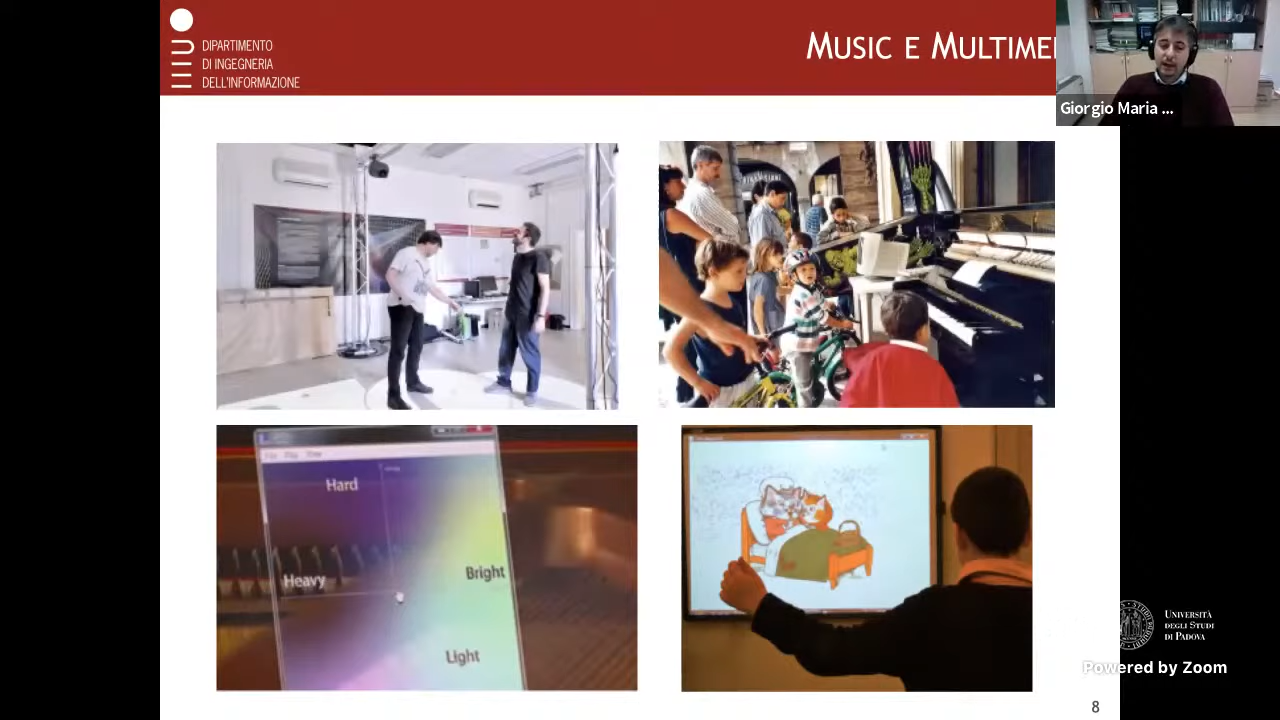 DIPARTIMENTO
DI INGEGNERIA
DELL'INFORMAZIONE
MUSIC E MULTIME
Giorgio Maria ...
Hard
Heavy
Bright
Light
UNIVERSITÀ
DEGLI STUDI
DI PADOVA
Powered by Zoom
8